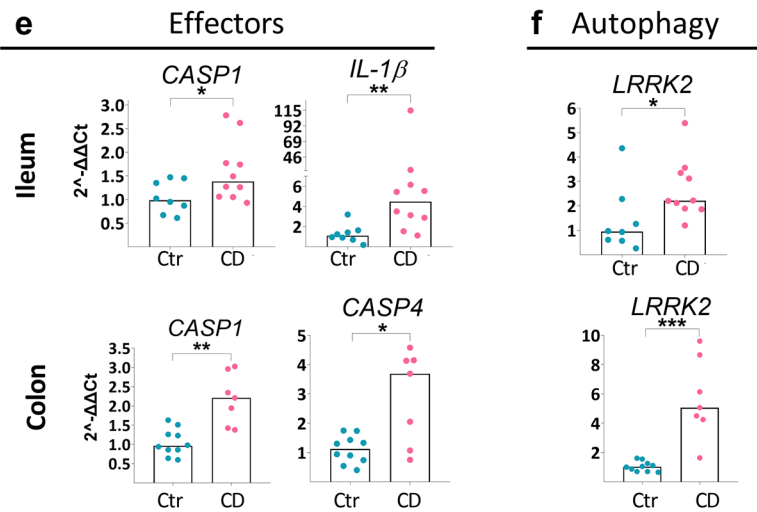 e Effectors f Autophagy
Ileum
CASP1
*
2^-ΔΔCt
3.0
2.5
2.0
1.5
1.0
0.5
Ctr CD
IL-1β
**
115
92
69
46
6
4
2
Ctr CD
LRRK2
*
6
5
4
3
2
1
Ctr CD
Colon
CASP1
**
2^-ΔΔCt
3.5
3.0
2.5
2.0
1.5
1.0
0.5
Ctr CD
CASP4
*
5
4
3
2
1
Ctr CD
LRRK2
***
10
8
6
4
2
Ctr CD